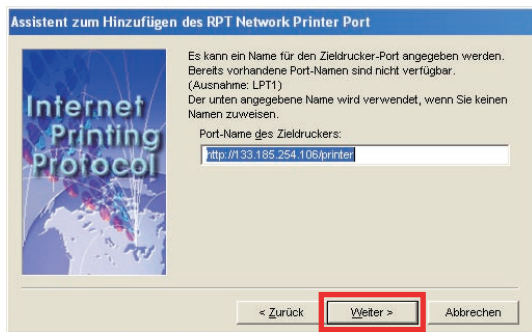 Assistent zum Hinzufügen des RPT Network Printer Port
Internet
Printing
Protocol
Es kann ein Name für den Zieldrucker-Port angegeben werden.
Bereits vorhandene Port-Namen sind nicht verfügbar.
(Ausnahme: LPT1)
Der unten angegebene Name wird verwendet, wenn Sie keinen
Namen zuweisen.
Port-Name des Zieldruckers:
http://133.185.254.106/printer
< Zurück
Weiter >
Abbrechen